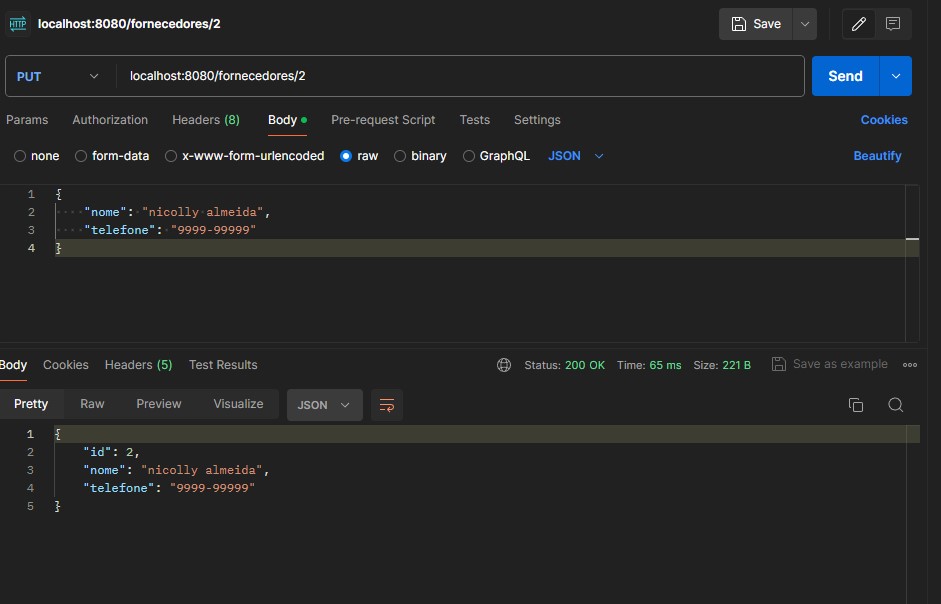 HTTP localhost:8080/fornecedores/2 Save
PUT localhost:8080/fornecedores/2 Send
Params Authorization Headers (8) Body Pre-request Script Tests Settings Cookies
none form-data x-www-form-urlencoded raw binary GraphQL JSON Beautify
1 {
2 "nome": "nicolly almeida",
3 "telefone": "9999-99999"
4 }
Body Cookies Headers (5) Test Results Status: 200 OK Time: 65 ms Size: 221 B Save as example
Pretty Raw Preview Visualize JSON
1 {
2 "id": 2,
3 "nome": "nicolly almeida",
4 "telefone": "9999-99999"
5 }